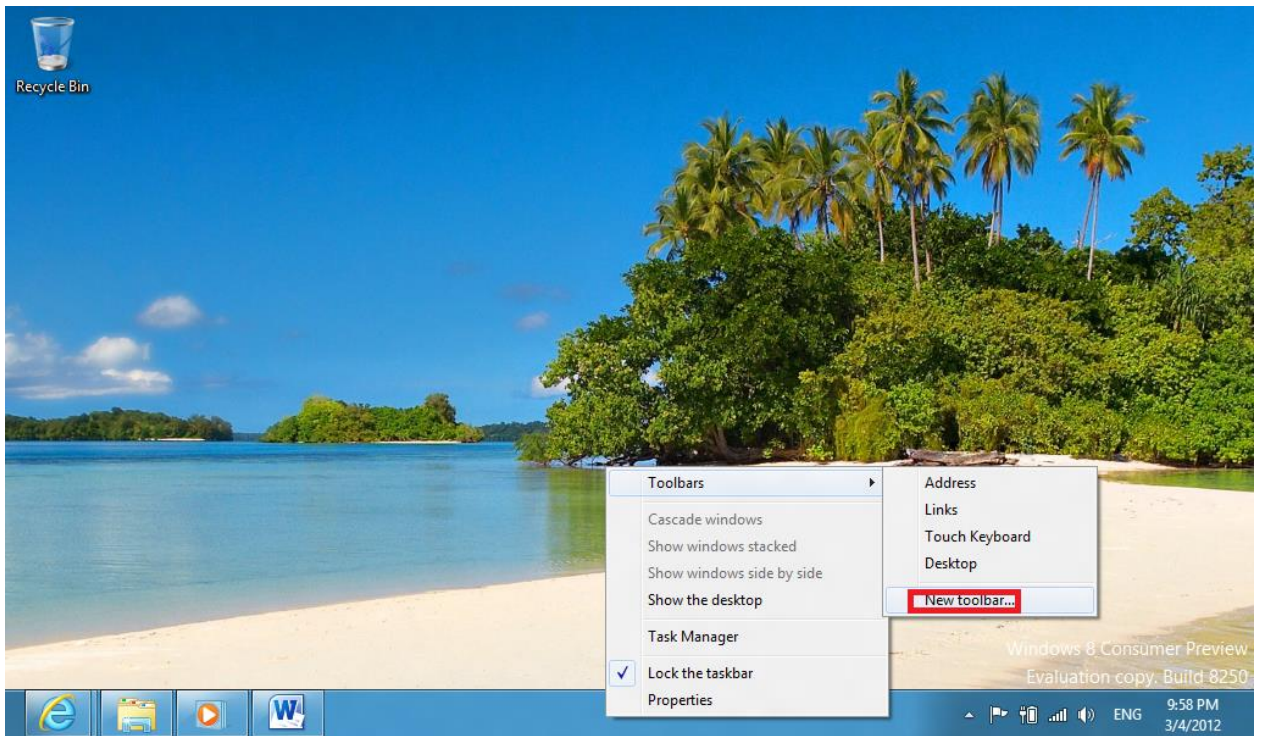 Recycle Bin
Toolbars
Cascade windows
Show windows stacked
Show windows side by side
Show the desktop
Task Manager
Lock the taskbar
Properties
Address
Links
Touch Keyboard
Desktop
New toolbar...
Windows 8 Consumer Preview
Evaluation copy. Build 8250
W
ENG
9:58 PM
3/4/2012